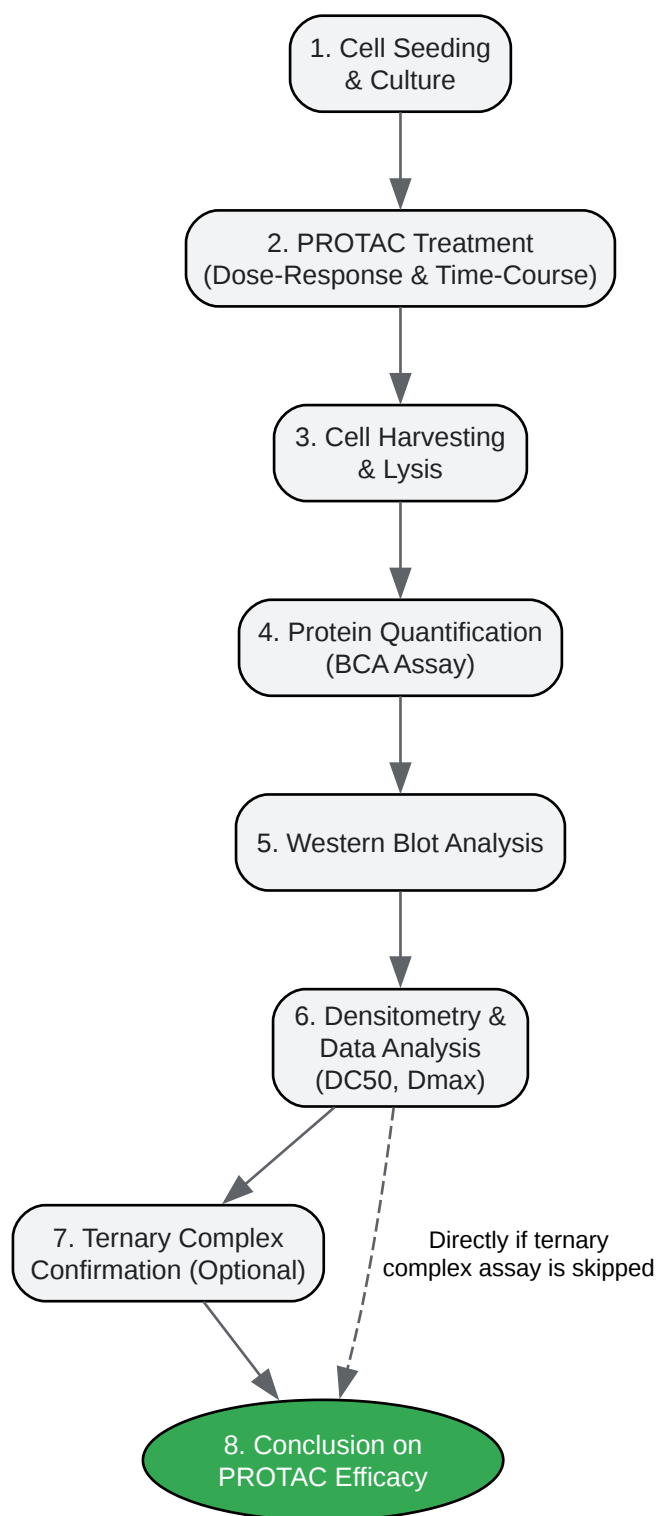 1. Cell Seeding
& Culture
2. PROTAC Treatment
(Dose-Response & Time-Course)
3. Cell Harvesting
& Lysis
4. Protein Quantification
(BCA Assay)
5. Western Blot Analysis
6. Densitometry &
Data Analysis
(DC50, Dmax)
7. Ternary Complex
Confirmation (Optional)
Directly if ternary
complex assay is skipped
8. Conclusion on
PROTAC Efficacy